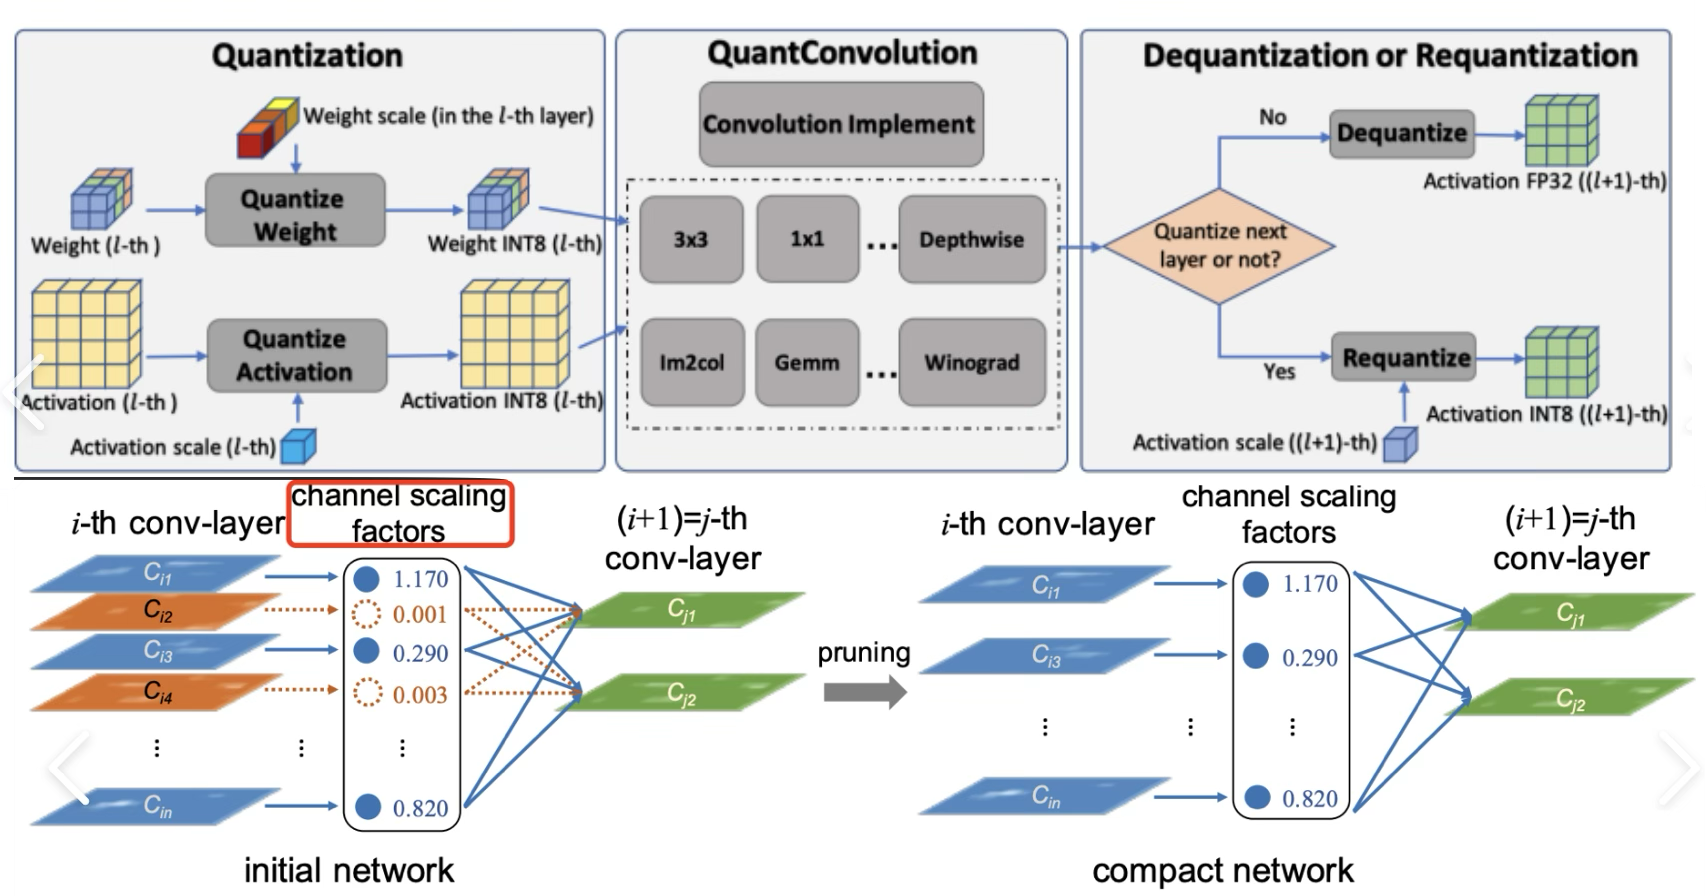 Quantization
Weight scale (in the l-th layer)
Quantize
Weight
Weight (l-th )
Weight INT8 (l-th)
Quantize
Activation
Activation (l-th )
Activation INT8 (l-th)
Activation scale (l-th)
QuantConvolution
Convolution Implement
3x3
1x1
...
Depthwise
Im2col
Gemm
...
Winograd
Dequantization or Requantization
No
Dequantize
Activation FP32 ((l+1)-th)
Quantize next
layer or not?
Yes
Requantize
Activation INT8 ((l+1)-th)
Activation scale ((l+1)-th)
i-th conv-layer
channel scaling
factors
(i+1)=j-th
conv-layer
Ci1
1.170
Ci2
0.001
Ci3
0.290
Ci4
0.003
⋮
⋮
⋮
Cin
0.820
Cj1
Cj2
initial network
pruning
i-th conv-layer
channel scaling
factors
(i+1)=j-th
conv-layer
Ci1
1.170
Ci3
0.290
⋮
⋮
⋮
Cin
0.820
Cj1
Cj2
compact network